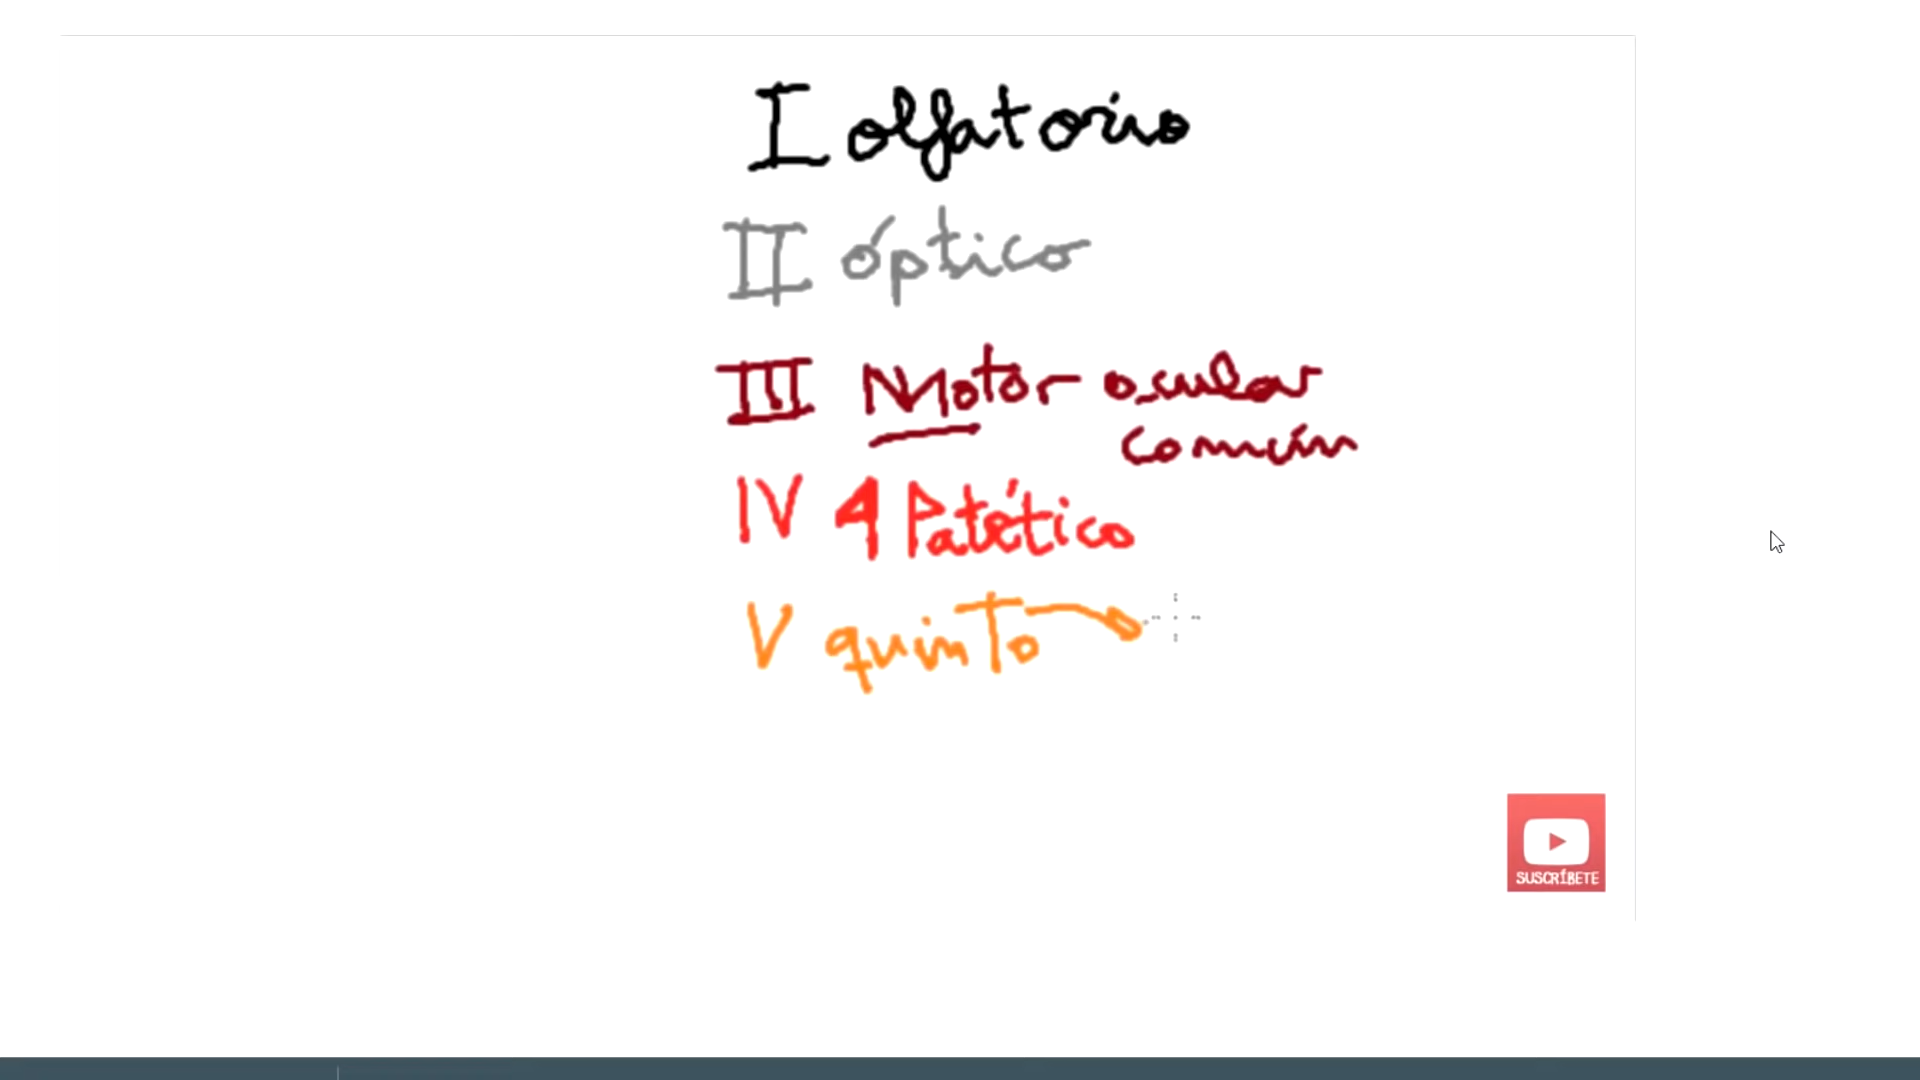 I olfatorio
II óptico
III Motor ocular
común
IV 4 Patético
V quinto
SUSCRÍBETE